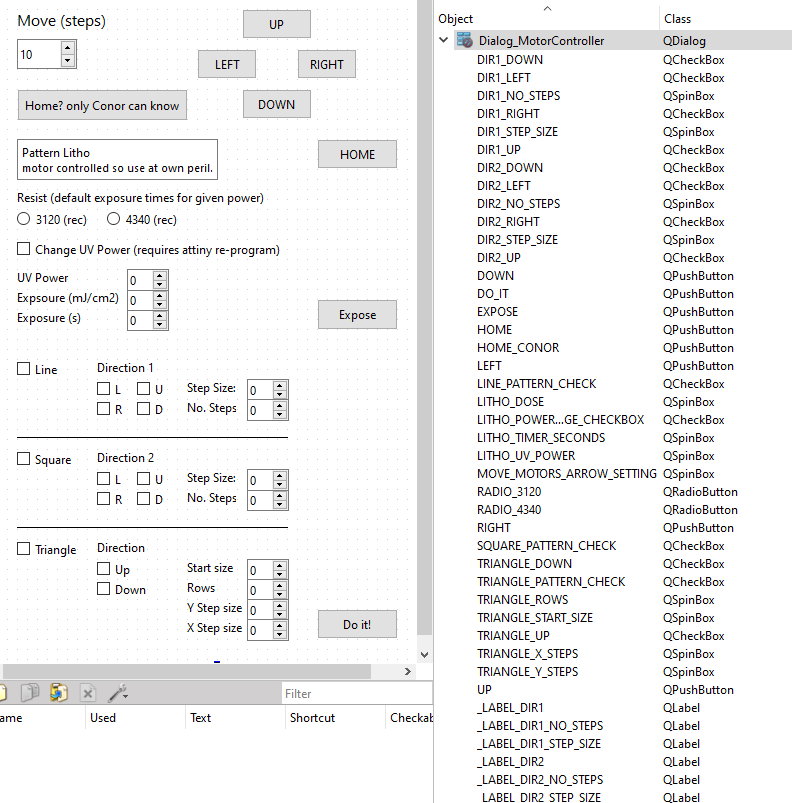 Move (steps)
UP
10
LEFT
RIGHT
Home? only Conor can know
DOWN
Pattern Litho
motor controlled so use at own peril.
HOME
Resist (default exposure times for given power)
3120 (rec)
4340 (rec)
Change UV Power (requires attiny re-program)
UV Power
0
Expsoure (mJ/cm2)
0
Exposure (s)
0
Expose
Line
Direction 1
L
U
Step Size:
0
R
D
No. Steps
0
Square
Direction 2
L
U
Step Size:
0
R
D
No. Steps
0
Triangle
Direction
Up
Start size
0
Down
Rows
0
Y Step size
0
X Step size
0
Do it!
Filter
ame
Used
Text
Shortcut
Checkab
Object Class
Dialog_MotorController QDialog
DIR1_DOWN QCheckBox
DIR1_LEFT QCheckBox
DIR1_NO_STEPS QSpinBox
DIR1_RIGHT QCheckBox
DIR1_STEP_SIZE QSpinBox
DIR1_UP QCheckBox
DIR2_DOWN QCheckBox
DIR2_LEFT QCheckBox
DIR2_NO_STEPS QSpinBox
DIR2_RIGHT QCheckBox
DIR2_STEP_SIZE QSpinBox
DIR2_UP QCheckBox
DOWN QPushButton
DO_IT QPushButton
EXPOSE QPushButton
HOME QPushButton
HOME_CONOR QPushButton
LEFT QPushButton
LINE_PATTERN_CHECK QCheckBox
LITHO_DOSE QSpinBox
LITHO_POWER...GE_CHECKBOX QCheckBox
LITHO_TIMER_SECONDS QSpinBox
LITHO_UV_POWER QSpinBox
MOVE_MOTORS_ARROW_SETTING QSpinBox
RADIO_3120 QRadioButton
RADIO_4340 QRadioButton
RIGHT QPushButton
SQUARE_PATTERN_CHECK QCheckBox
TRIANGLE_DOWN QCheckBox
TRIANGLE_PATTERN_CHECK QCheckBox
TRIANGLE_ROWS QSpinBox
TRIANGLE_START_SIZE QSpinBox
TRIANGLE_UP QCheckBox
TRIANGLE_X_STEPS QSpinBox
TRIANGLE_Y_STEPS QSpinBox
UP QPushButton
_LABEL_DIR1 QLabel
_LABEL_DIR1_NO_STEPS QLabel
_LABEL_DIR1_STEP_SIZE QLabel
_LABEL_DIR2 QLabel
_LABEL_DIR2_NO_STEPS QLabel
_LABEL_DIR2_STEP_SIZE QLabel